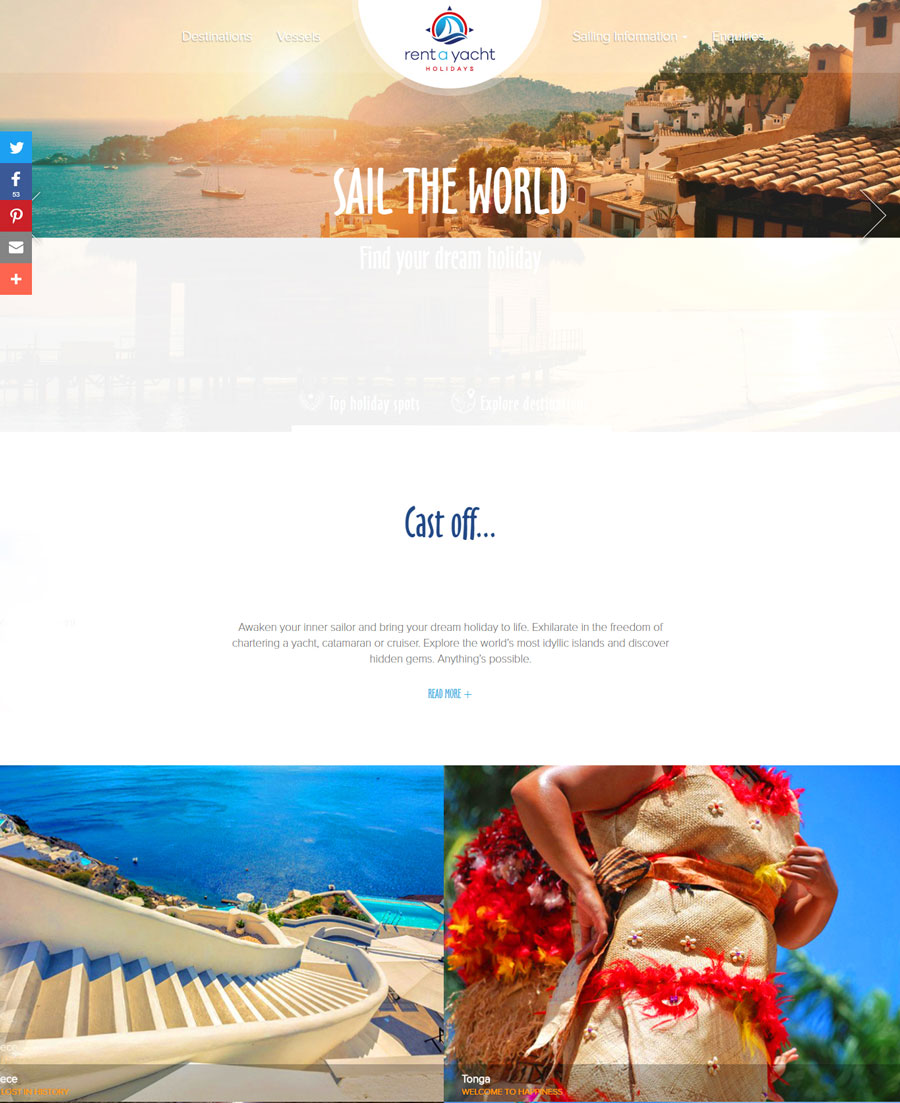 Destinations
Vessels
rent a yacht
HOLIDAYS
Sailing Information
Enquiries
53
SAIL THE WORLD
Find your dream holiday
Top holiday spots
Explore destinations
Cast off...
Awaken your inner sailor and bring your dream holiday to life. Exhilarate in the freedom of
chartering a yacht, catamaran or cruiser. Explore the world's most idyllic islands and discover
hidden gems. Anything's possible.
READ MORE +
ece
LOST IN HISTORY
Tonga
WELCOME TO HAPPINESS